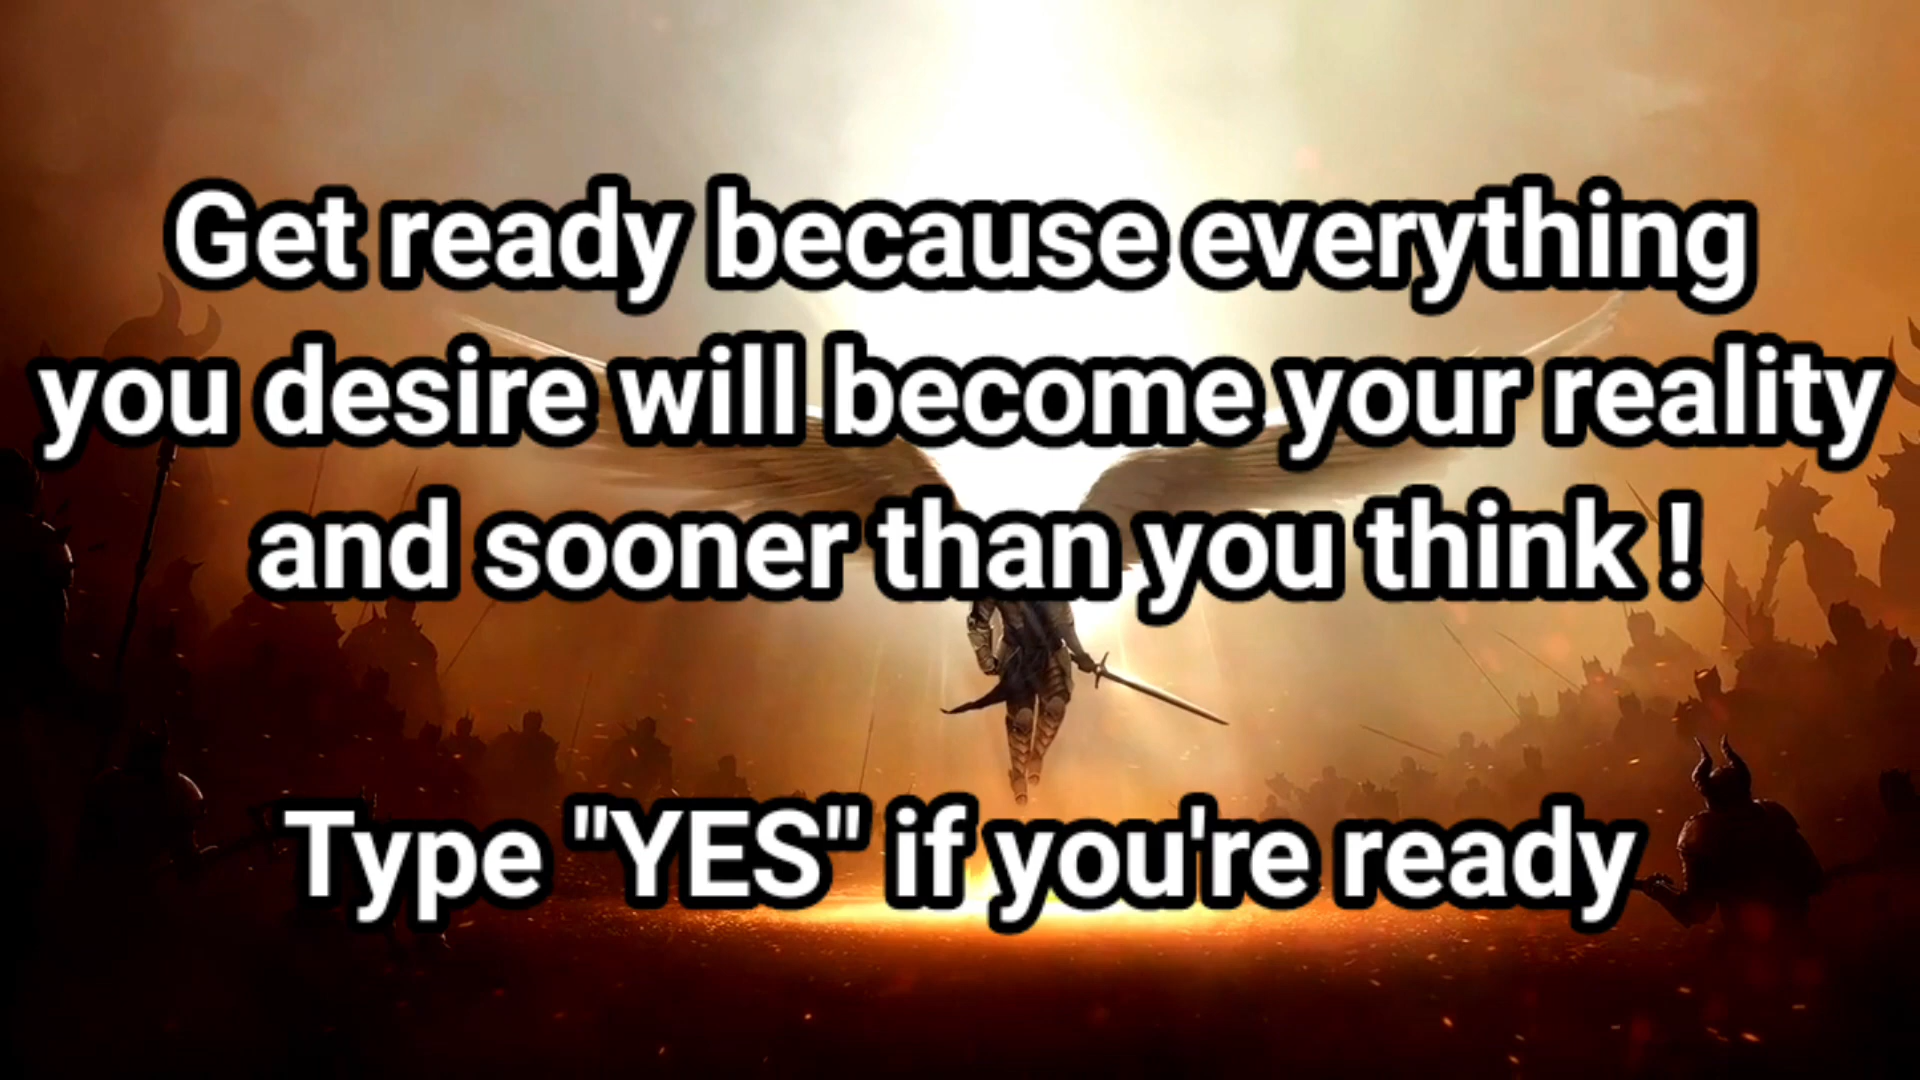 Get ready because everything
you desire will become your reality
and sooner than you think !
Type "YES" if you're ready